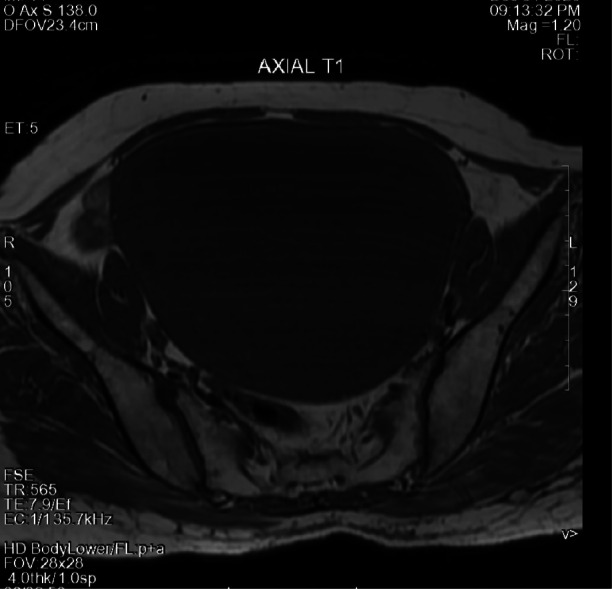 O Ax S 138.0
DFOV23.4cm
09:13:32 PM
Mag =1.20
FL:
ROT:
AXIAL T1
ET 5
R
1
0
5
L
1
2
9
FSE
TR 565
TE:7.9/Ef
EC:1/135.7kHz
HD BodyLower/FL:p+a
FOV 28x28
4.0thk/1.0sp
v>